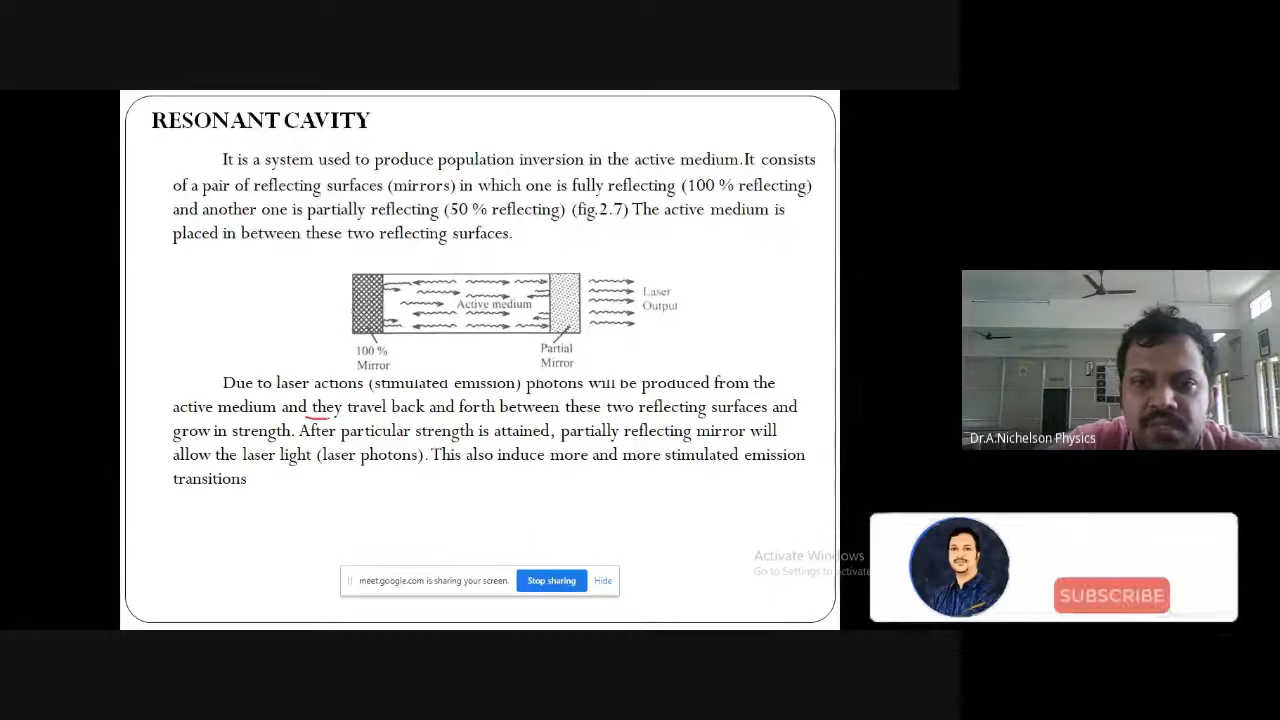 RESONANT CAVITY
It is a system used to produce population inversion in the active medium.It consists
of a pair of reflecting surfaces (mirrors) in which one is fully reflecting (100 % reflecting)
and another one is partially reflecting (50 % reflecting) (fig.2.7) The active medium is
placed in between these two reflecting surfaces.
Active medium
Laser
Output
100 %
Mirror
Partial
Mirror
Due to laser actions (stimulated emission) photons will be produced from the
active medium and they travel back and forth between these two reflecting surfaces and
grow in strength. After particular strength is attained, partially reflecting mirror will
allow the laser light (laser photons). This also induce more and more stimulated emission
transitions
meet.google.com is sharing your screen.
Stop sharing
Hide
Activate Windows
Go to Settings to activate
Dr.A.Nichelson Physics
SUBSCRIBE